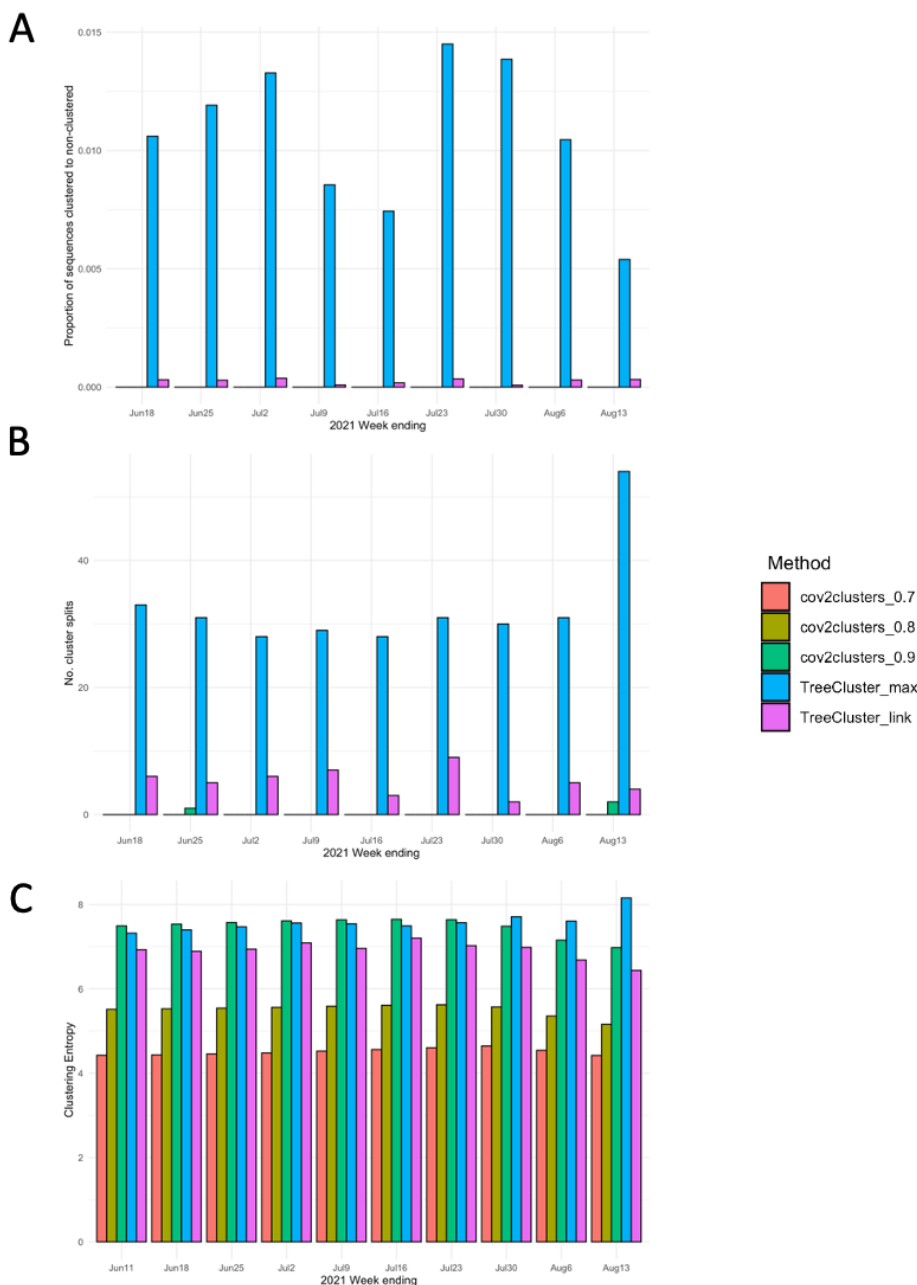 A
Proportion of sequences clustered to non-clustered
0.015
0.010
0.005
0.000
Jun18 Jun25 Jul2 Jul9 Jul16 Jul23 Jul30 Aug6 Aug13
2021 Week ending
B
No. cluster splits
40
20
0
Jun18 Jun25 Jul2 Jul9 Jul16 Jul23 Jul30 Aug6 Aug13
2021 Week ending
Method
cov2clusters_0.7
cov2clusters_0.8
cov2clusters_0.9
TreeCluster_max
TreeCluster_link
C
Clustering Entropy
8
6
4
2
0
Jun11 Jun18 Jun25 Jul2 Jul9 Jul16 Jul23 Jul30 Aug6 Aug13
2021 Week ending